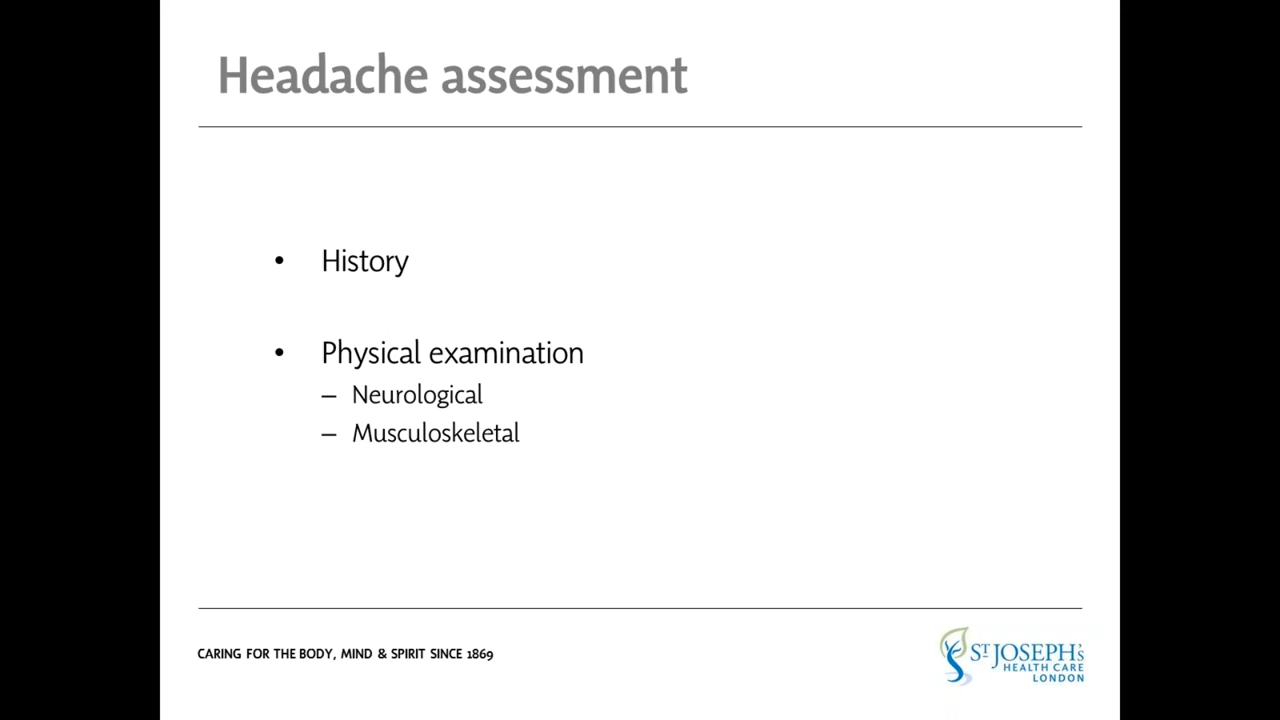 Headache assessment
• History
• Physical examination
– Neurological
– Musculoskeletal
CARING FOR THE BODY, MIND & SPIRIT SINCE 1869
ST JOSEPH's
HEALTH CARE
LONDON